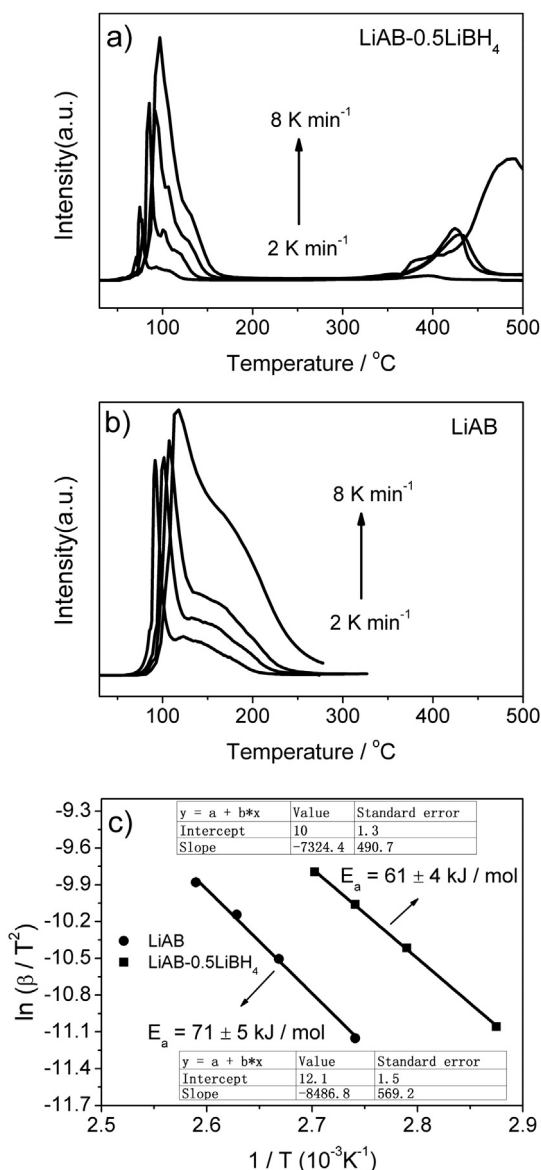 a)
LiAB-0.5LiBH4
8 K min-1
2 K min-1
Intensity(a.u.)
100 200 300 400 500
Temperature / oC
b)
LiAB
8 K min-1
2 K min-1
Intensity(a.u.)
100 200 300 400 500
Temperature / oC
c)
y = a + b*x Value Standard error
Intercept 10 1.3
Slope -7324.4 490.7
Ea = 61 ± 4 kJ / mol
LiAB
LiAB-0.5LiBH4
Ea = 71 ± 5 kJ / mol
y = a + b*x Value Standard error
Intercept 12.1 1.5
Slope -8486.8 569.2
-9.3
-9.6
-9.9
-10.2
-10.5
-10.8
-11.1
-11.4
-11.7
ln (β / T2)
2.5 2.6 2.7 2.8 2.9
1 / T (10-3K-1)